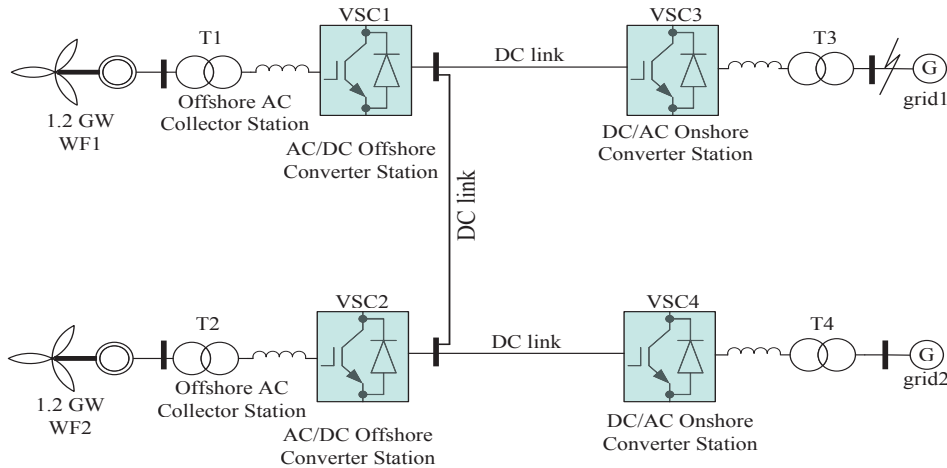 VSC1
VSC3
T1
T3
DC link
G
grid1
Offshore AC
Collector Station
1.2 GW
WF1
AC/DC Offshore
Converter Station
DC/AC Onshore
Converter Station
DC link
VSC2
VSC4
T2
T4
DC link
G
grid2
Offshore AC
Collector Station
1.2 GW
WF2
AC/DC Offshore
Converter Station
DC/AC Onshore
Converter Station